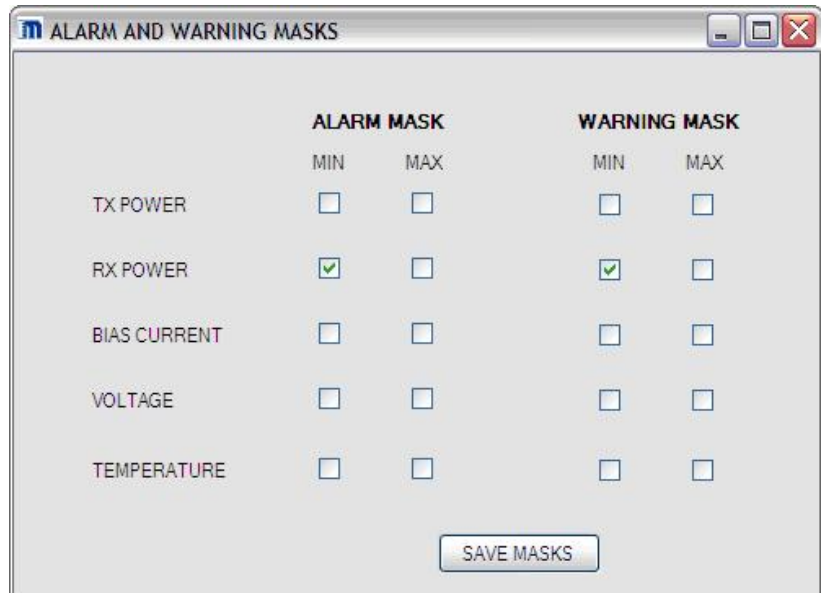 ALARM AND WARNING MASKS
ALARM MASK WARNING MASK
MIN MAX MIN MAX
TX POWER
RX POWER
BIAS CURRENT
VOLTAGE
TEMPERATURE
SAVE MASKS